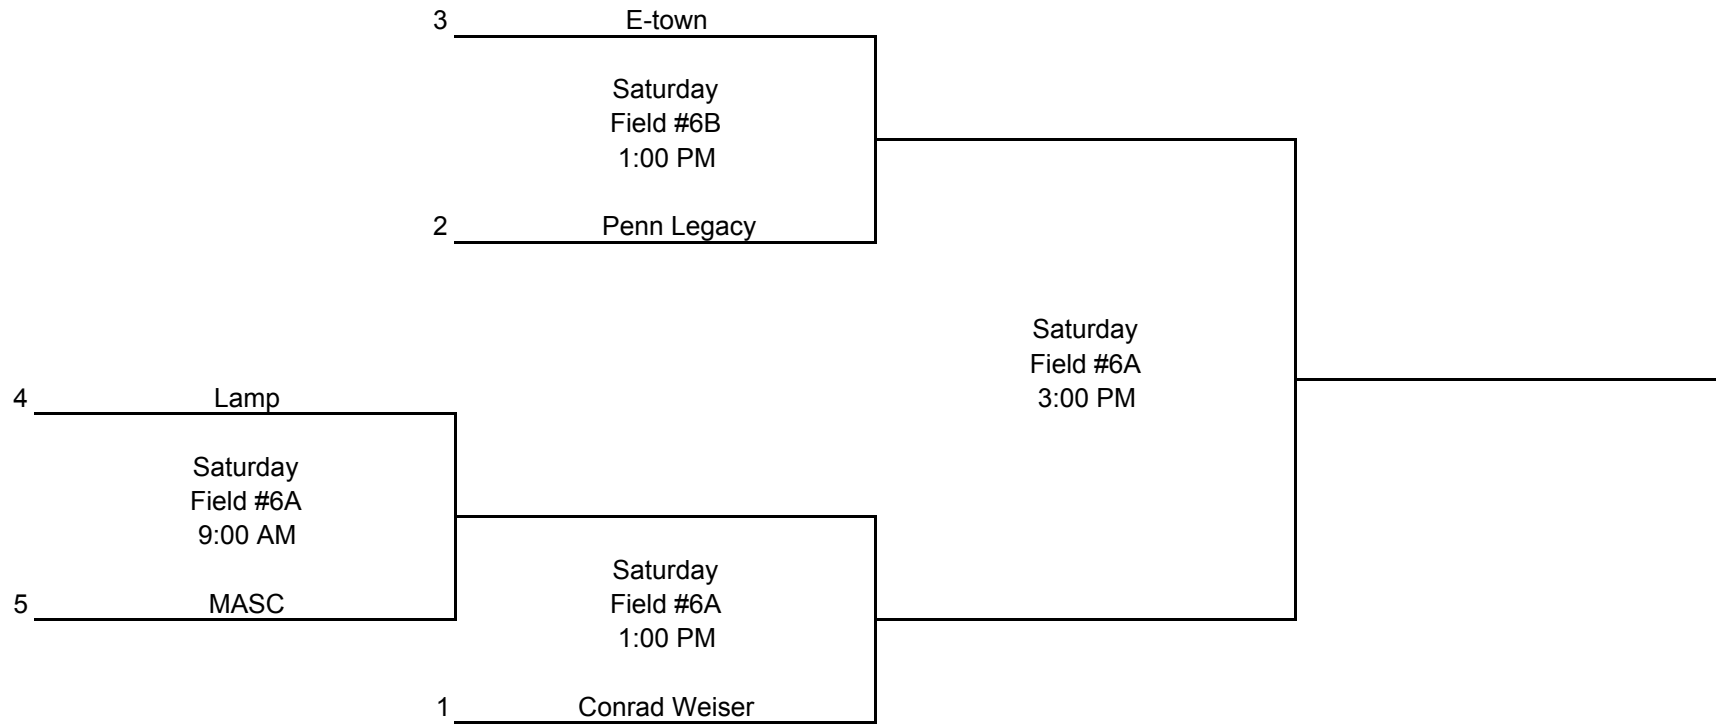 3 E-town
Saturday
Field #6B
1:00 PM
2 Penn Legacy
Saturday
Field #6A
3:00 PM
4 Lamp
Saturday
Field #6A
9:00 AM
5 MASC
Saturday
Field #6A
1:00 PM
1 Conrad Weiser